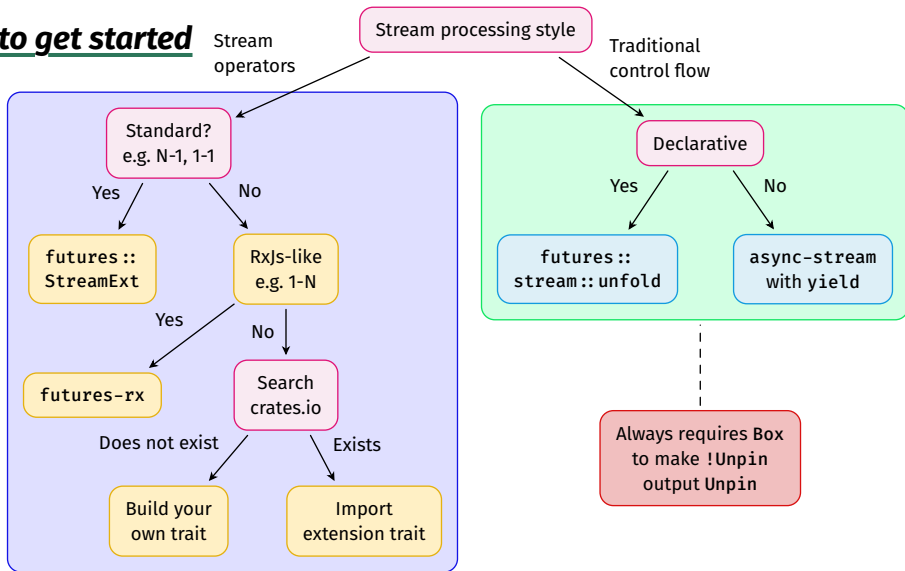 to get started
Stream processing style
Stream
operators
Traditional
control flow
Standard?
e.g. N-1, 1-1
Yes
No
futures::
StreamExt
RxJs-like
e.g. 1-N
Yes
No
futures-rx
Search
crates.io
Does not exist
Exists
Build your
own trait
Import
extension trait
Declarative
Yes
No
futures::
stream::unfold
async-stream
with yield
Always requires Box
to make !Unpin
output Unpin